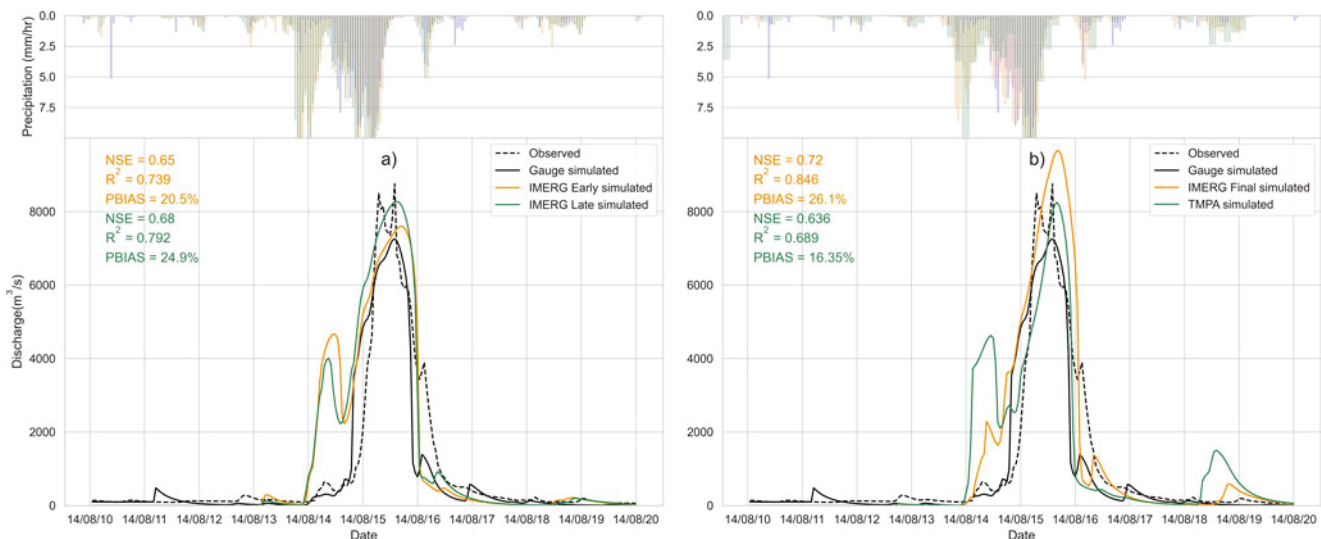 0.0
2.5
5.0
7.5
Precipitation (mm/hr)
a)
NSE = 0.65
R² = 0.739
PBIAS = 20.5%
NSE = 0.68
R² = 0.792
PBIAS = 24.9%
Observed
Gauge simulated
IMERG Early simulated
IMERG Late simulated
8000
6000
4000
2000
0
Discharge(m³/s)
14/08/10 14/08/11 14/08/12 14/08/13 14/08/14 14/08/15 14/08/16 14/08/17 14/08/18 14/08/19 14/08/20
Date
0.0
2.5
5.0
7.5
b)
NSE = 0.72
R² = 0.846
PBIAS = 26.1%
NSE = 0.636
R² = 0.689
PBIAS = 16.35%
Observed
Gauge simulated
IMERG Final simulated
TMPA simulated
8000
6000
4000
2000
0
14/08/10 14/08/11 14/08/12 14/08/13 14/08/14 14/08/15 14/08/16 14/08/17 14/08/18 14/08/19 14/08/20
Date